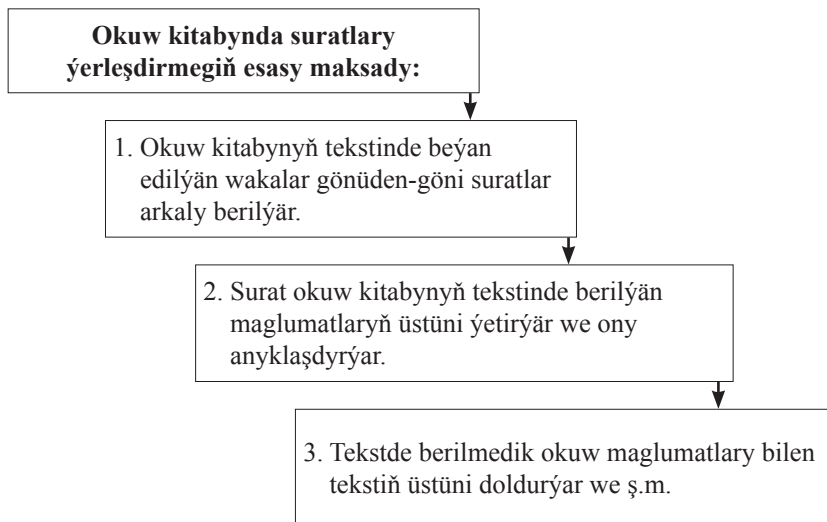 Okuw kitabynda suratlary
ýerleşdirmegiň esasy maksady:
1. Okuw kitabynyň tekstinde beýan
edilýän wakalar gönüden-göni suratlar
arkaly berilýär.
2. Surat okuw kitabynyň tekstinde berilýän
maglumatlaryň üstüni ýetirýär we ony
anyklaşdyrýar.
3. Tekstde berilmedik okuw maglumatlary bilen
tekstiň üstüni doldurýar we ş.m.